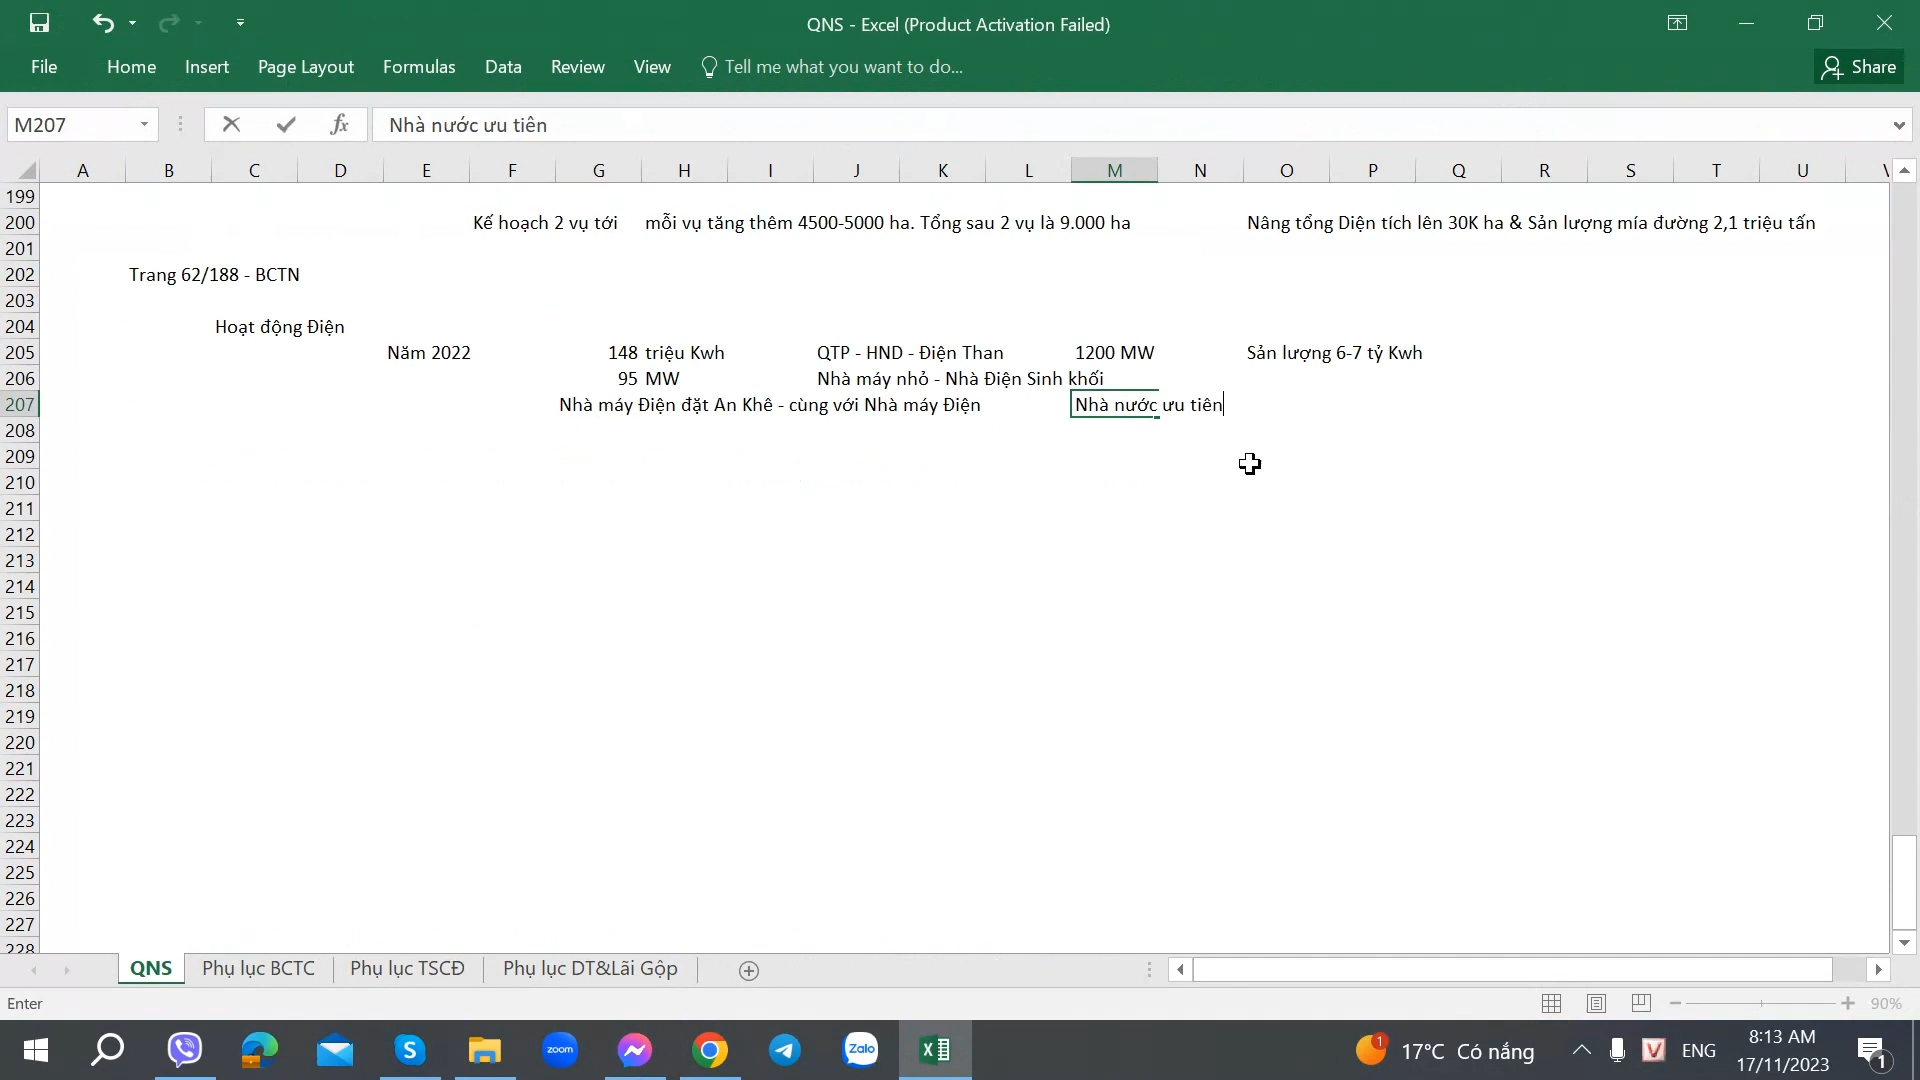 QNS - Excel (Product Activation Failed)
File Home Insert Page Layout Formulas Data Review View Tell me what you want to do... Share
M207 fx Nhà nước ưu tiên
A B C D E F G H I J K L M N O P Q R S T U V
199
200 Kế hoạch 2 vụ tới mỗi vụ tăng thêm 4500-5000 ha. Tổng sau 2 vụ là 9.000 ha Nâng tổng Diện tích lên 30K ha & Sản lượng mía đường 2,1 triệu tấn
201
202 Trang 62/188 - BCTN
203
204 Hoạt động Điện
205 Năm 2022 148 triệu Kwh QTP - HND - Điện Than 1200 MW Sản lượng 6-7 tỷ Kwh
206 95 MW Nhà máy nhỏ - Nhà Điện Sinh khối
207 Nhà máy Điện đặt An Khê - cùng với Nhà máy Điện Nhà nước ưu tiên
208
209
210
211
212
213
214
215
216
217
218
219
220
221
222
223
224
225
226
227
228
QNS Phụ lục BCTC Phụ lục TSCĐ Phụ lục DT&Lãi Gộp
Enter 90%
zoom Zalo 1 17°C Có nắng V ENG 8:13 AM 1
17/11/2023